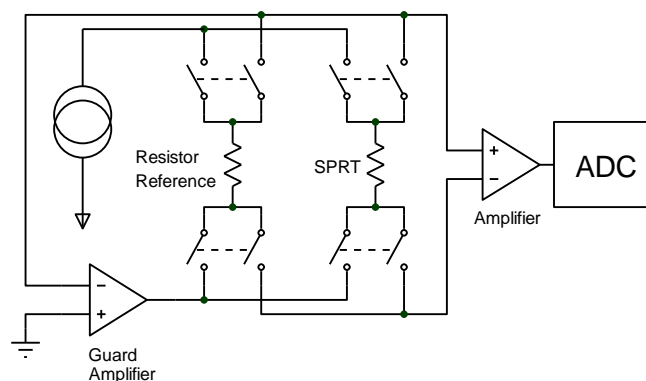 Resistor
Reference
SPRT
+
−
Amplifier
ADC
−
+
Guard
Amplifier